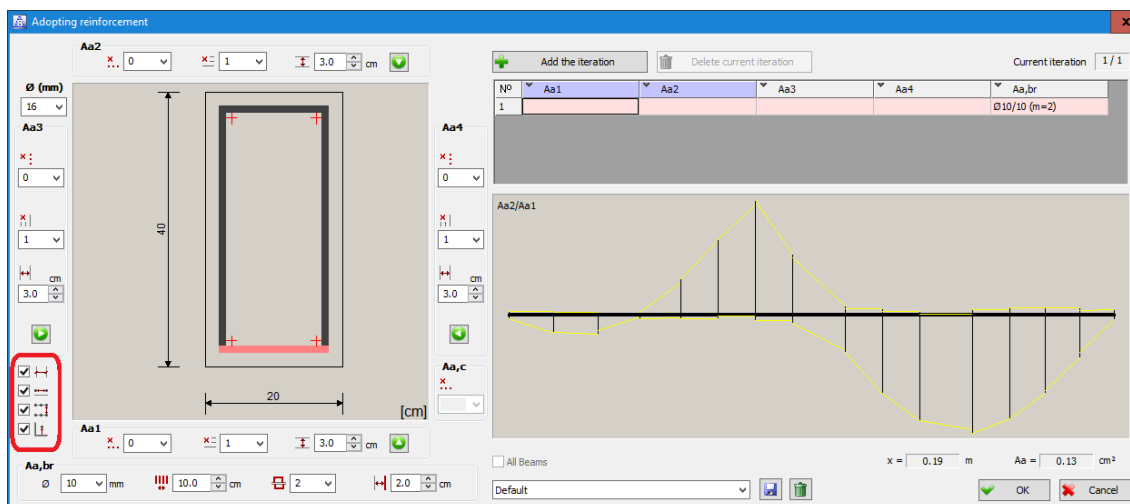 Adopting reinforcement x
Aa2
0 1 3.0 cm
Ø (mm)
16
Aa3
0
1
cm
3.0
Aa4
0
1
cm
3.0
Aa,c
40
20
[cm]
Aa1
0 1 3.0 cm
Aa,br
Ø 10 mm 10.0 cm 2 2.0 cm
Add the iteration Delete current iteration Current iteration 1 / 1
Nº Aa1 Aa2 Aa3 Aa4 Aa,br
1 Ø10/10 (m=2)
Aa2/Aa1
All Beams x = 0.19 m Aa = 0.13 cm²
Default OK Cancel